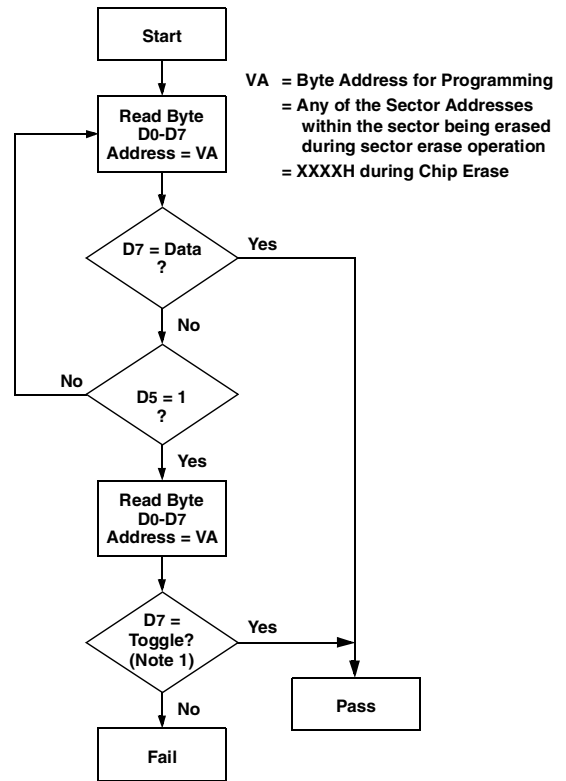 Start
VA = Byte Address for Programming
= Any of the Sector Addresses
within the sector being erased
during sector erase operation
= XXXXH during Chip Erase
Read Byte
D0-D7
Address = VA
D7 = Data
?
Yes
No
D5 = 1
?
No
Yes
Read Byte
D0-D7
Address = VA
D7 =
Toggle?
(Note 1)
Yes
No
Pass
Fail